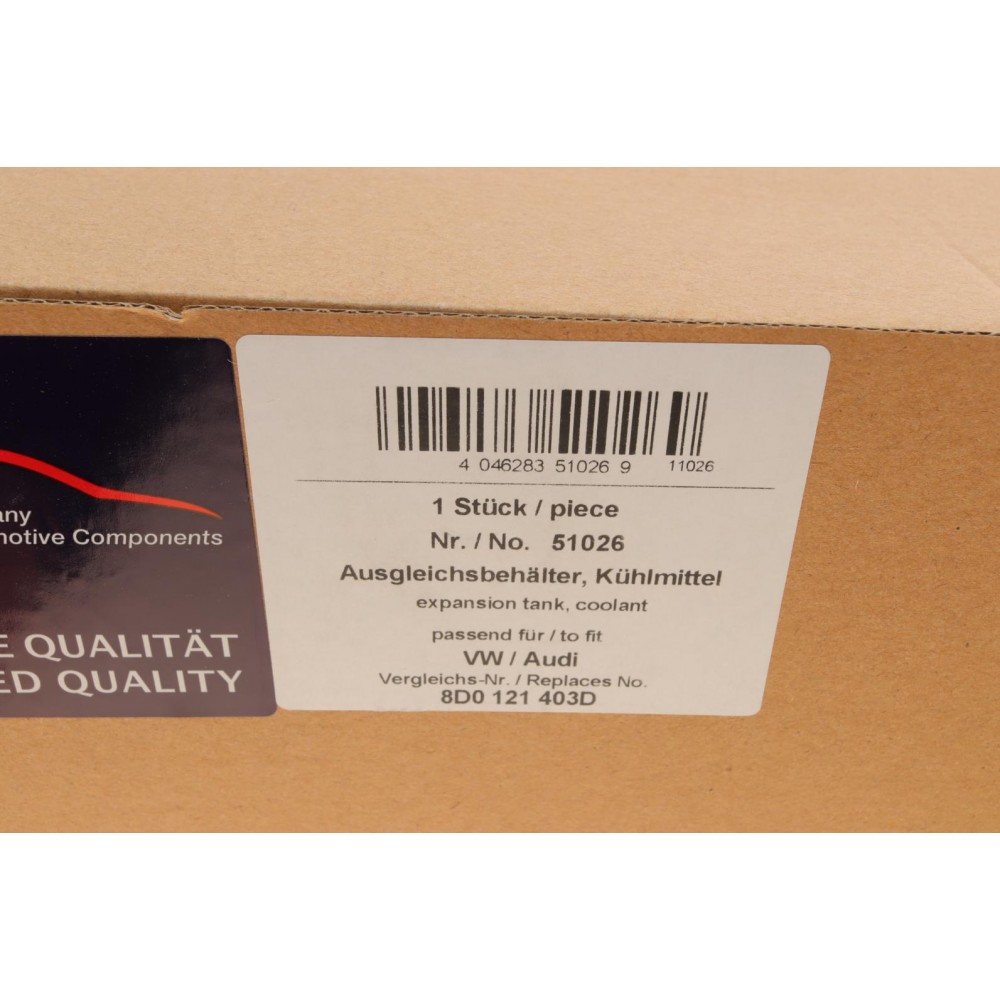 4 046283 51026 9 11026
1 Stück / piece
Nr. / No. 51026
Ausgleichsbehälter, Kühlmittel
expansion tank, coolant
passend für / to fit
VW / Audi
Vergleichs-Nr. / Replaces No.
8D0 121 403D
any
motive Components
E QUALITÄT
ED QUALITY